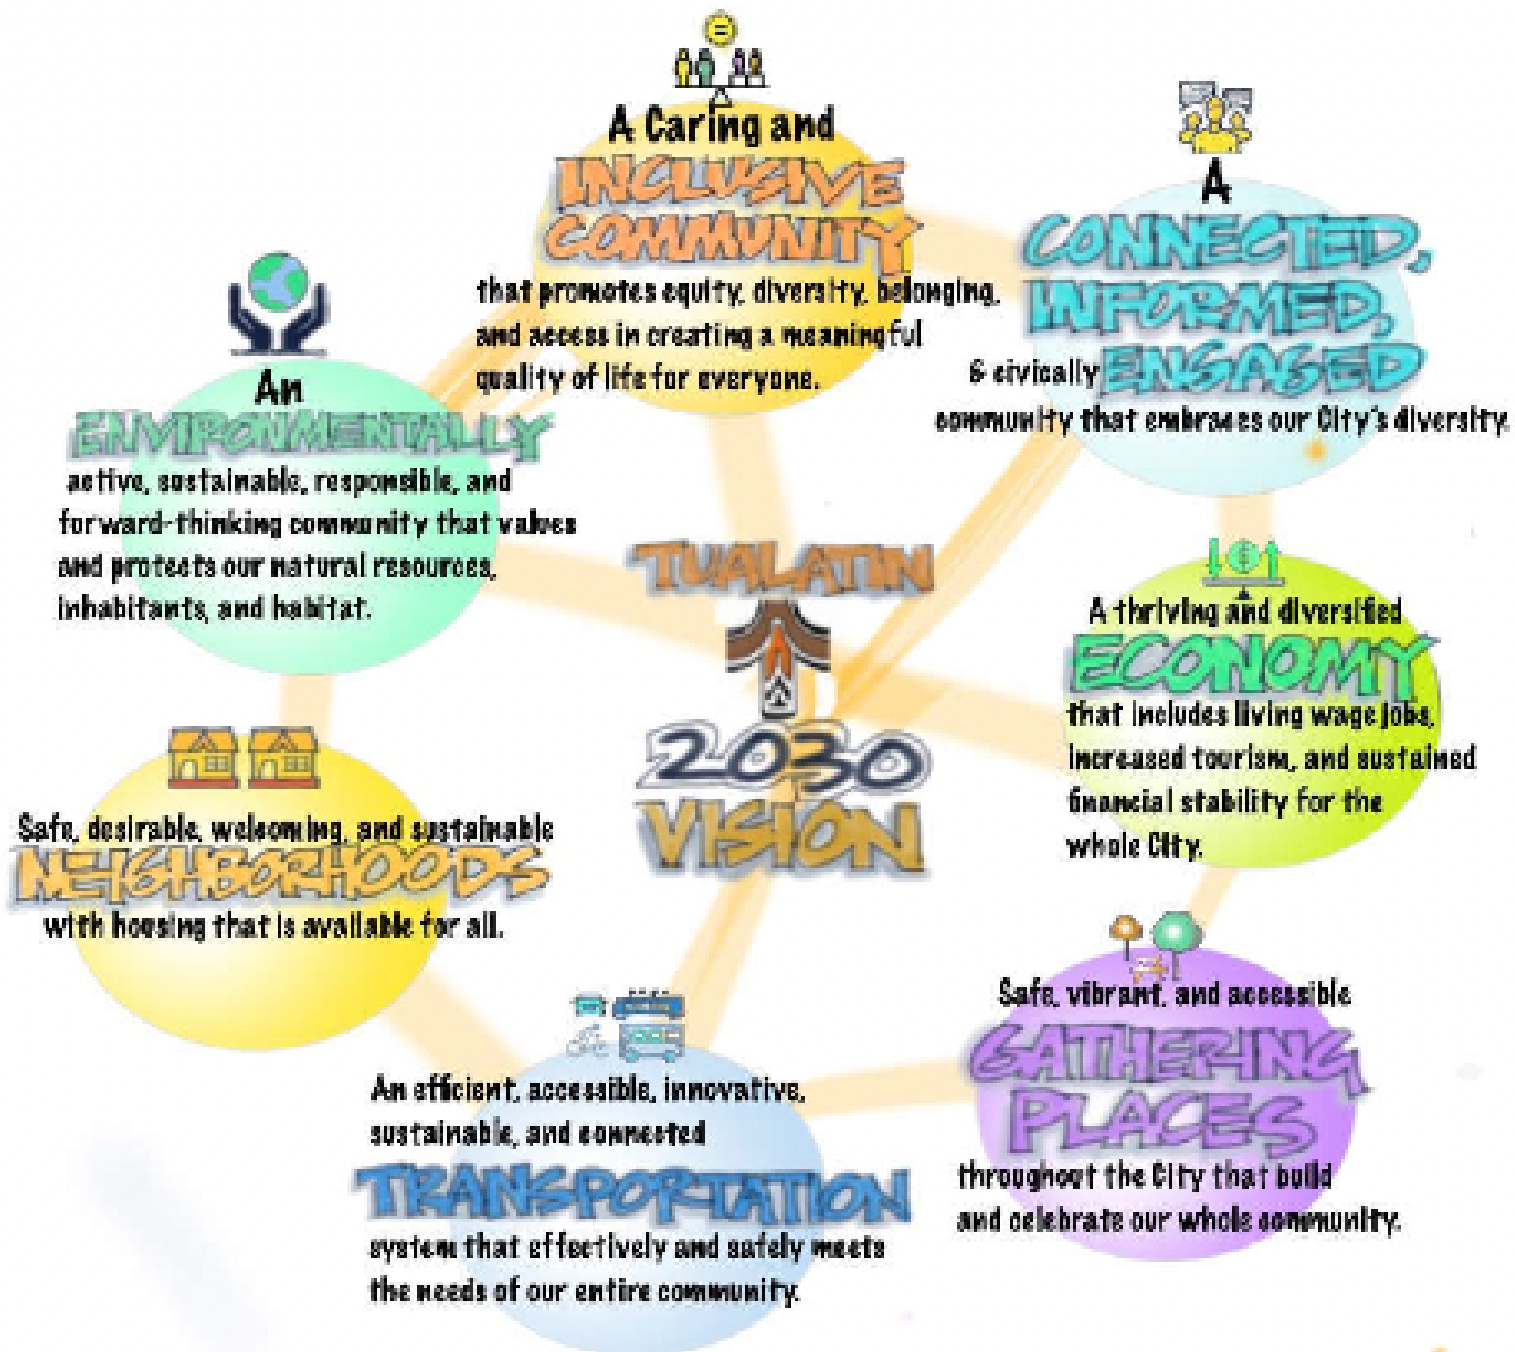 A Caring and
INCLUSIVE
COMMUNITY
that promotes equity, diversity, belonging,
and access in creating a meaningful
quality of life for everyone.
A
CONNECTED,
INFORMED,
& civically ENGAGED
community that embraces our City's diversity.
An
ENVIRONMENTALLY
active, sustainable, responsible, and
forward-thinking community that values
and protects our natural resources,
inhabitants, and habitat.
TUALATIN
2030
VISION
A thriving and diversified
ECONOMY
that includes living wage jobs,
increased tourism, and sustained
financial stability for the
whole City.
Safe, desirable, welcoming, and sustainable
NEIGHBORHOODS
with housing that is available for all.
An efficient, accessible, innovative,
sustainable, and connected
TRANSPORTATION
system that effectively and safely meets
the needs of our entire community.
Safe, vibrant, and accessible
GATHERING
PLACES
throughout the City that build
and celebrate our whole community.